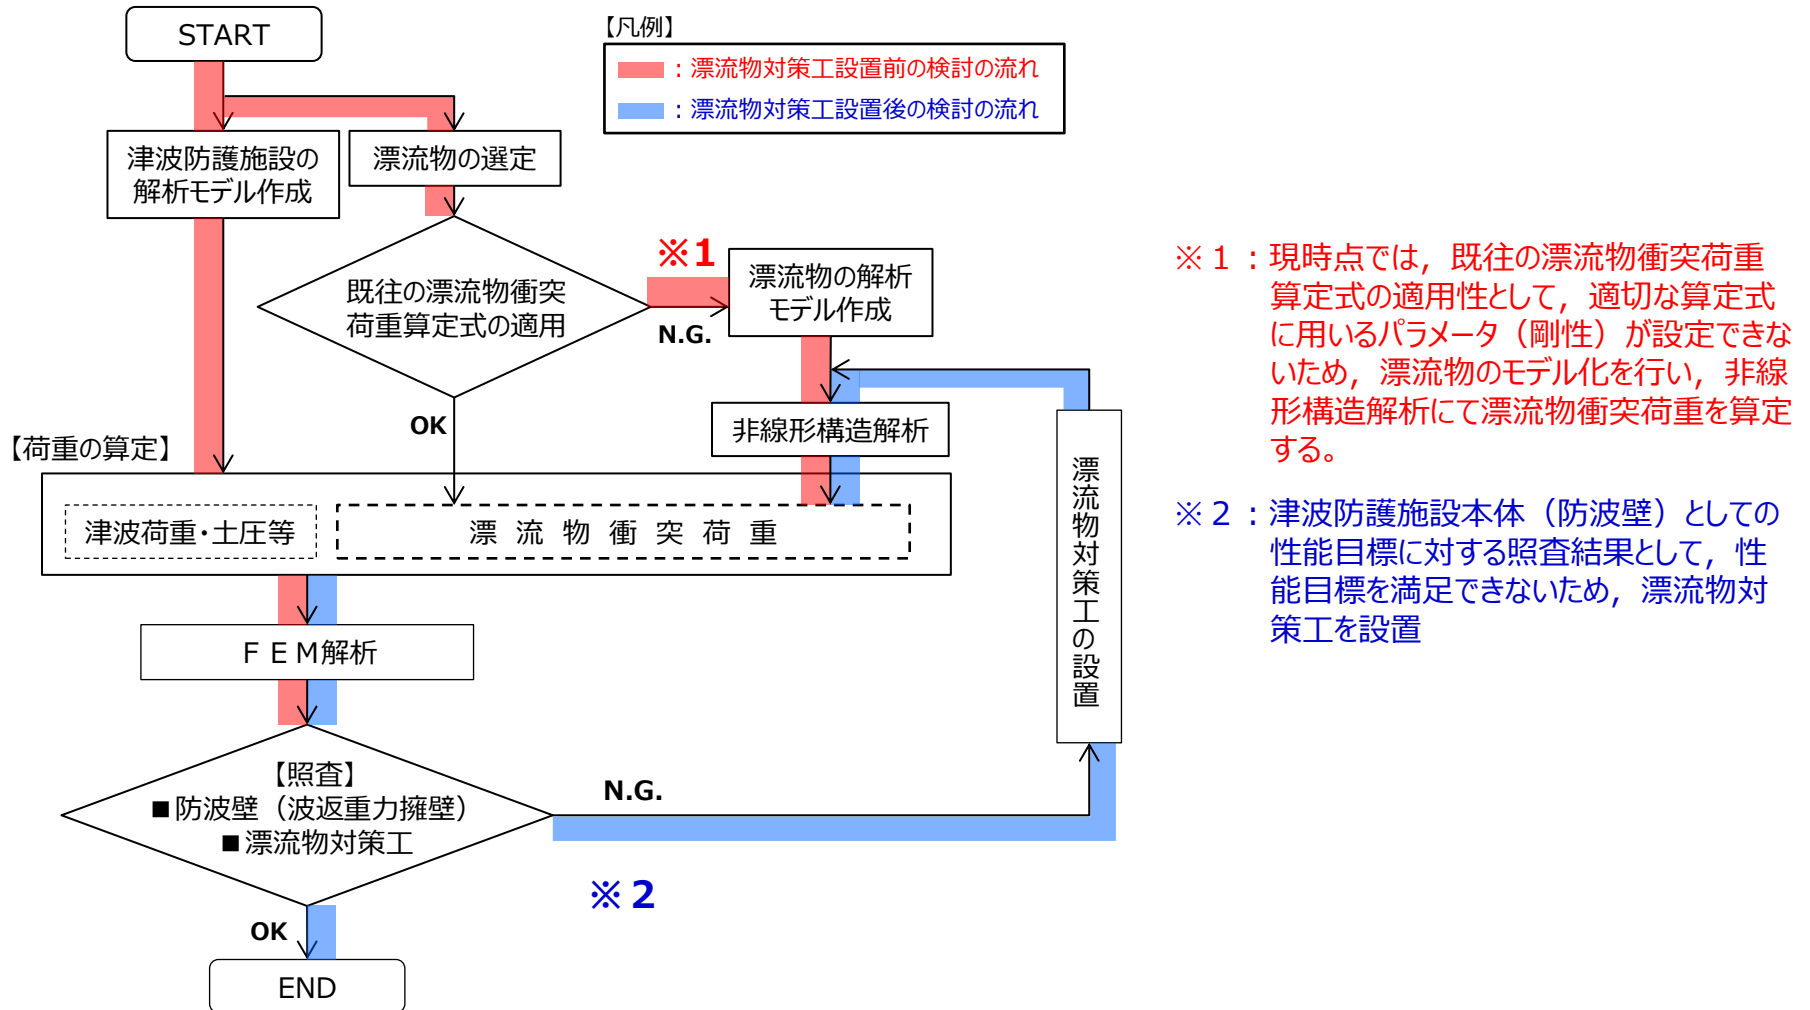 START
【凡例】
：漂流物対策工設置前の検討の流れ
：漂流物対策工設置後の検討の流れ
津波防護施設の
解析モデル作成
漂流物の選定
既往の漂流物衝突
荷重算定式の適用
※1
N.G.
漂流物の解析
モデル作成
OK
非線形構造解析
【荷重の算定】
津波荷重・土圧等
漂流物衝突荷重
漂流物対策工の設置
ＦＥＭ解析
【照査】
■防波壁（波返重力擁壁）
■漂流物対策工
N.G.
※２
OK
END
※１：現時点では，既往の漂流物衝突荷重
算定式の適用性として，適切な算定式
に用いるパラメータ（剛性）が設定できな
いため，漂流物のモデル化を行い，非線
形構造解析にて漂流物衝突荷重を算定
する。
※２：津波防護施設本体（防波壁）としての
性能目標に対する照査結果として，性
能目標を満足できないため，漂流物対
策工を設置